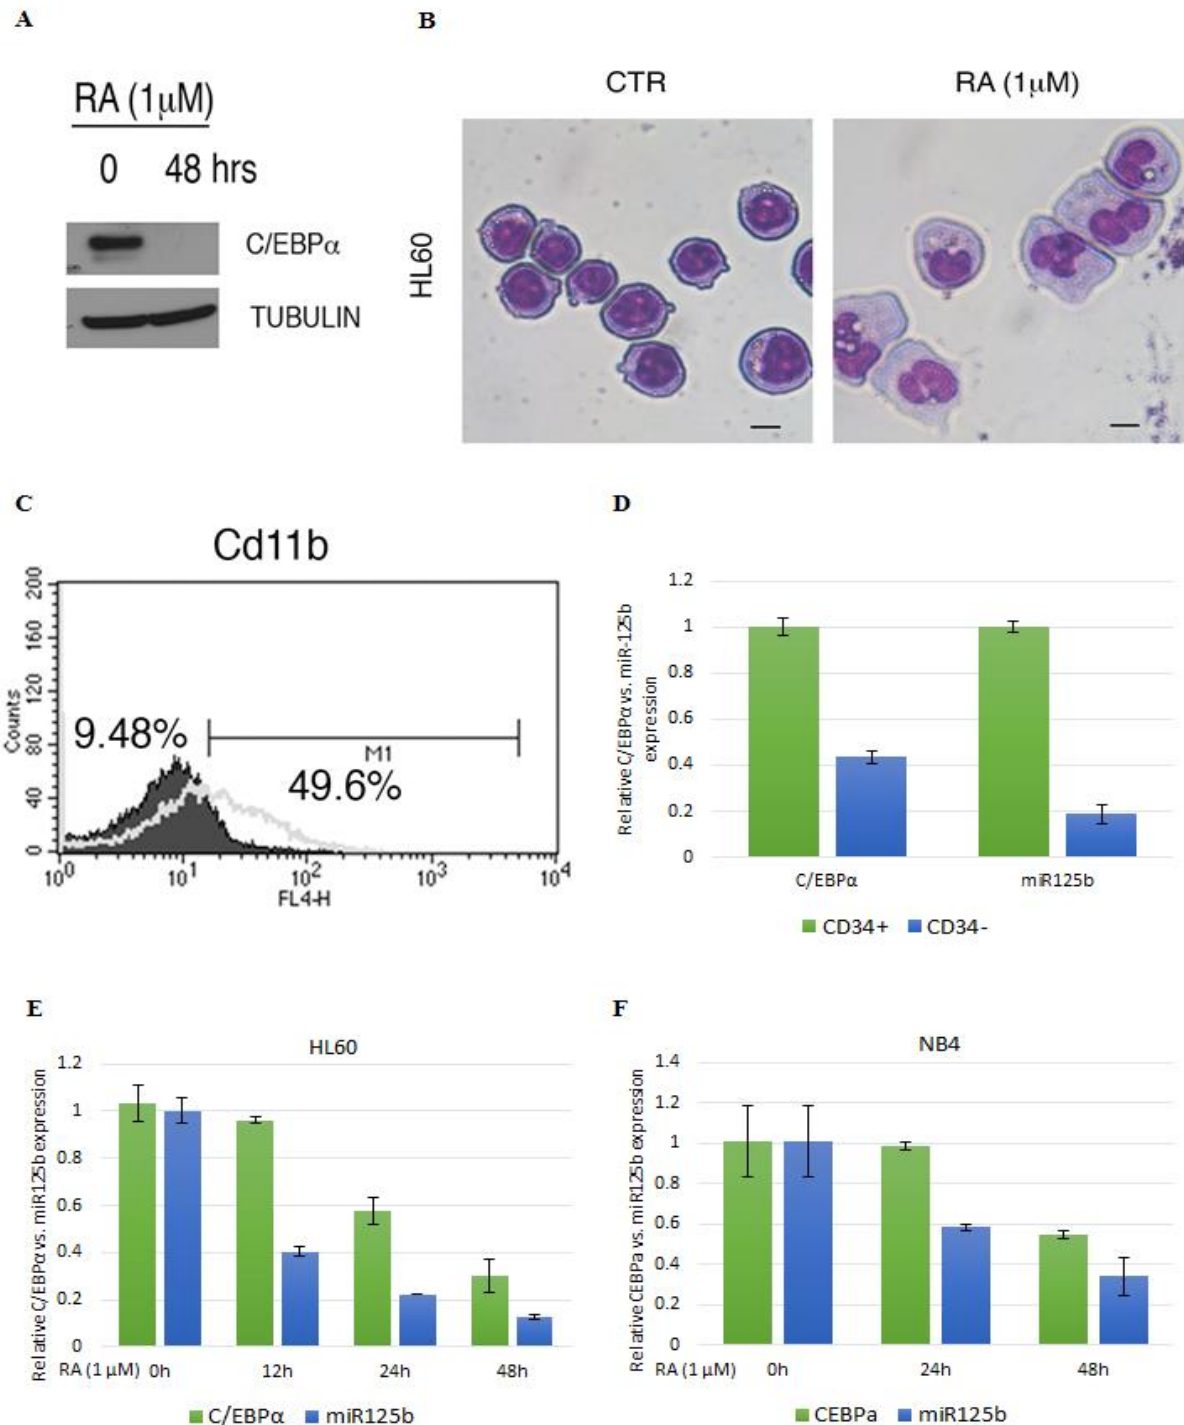 A
RA (1µM)
0 48 hrs
C/EBPα
TUBULIN
B
CTR RA (1µM)
HL60
C
Cd11b
Counts
200
160
120
80
40
0
9.48%
M1
49.6%
10^0 10^1 10^2 10^3 10^4
FL4-H
D
Relative C/EBPα vs. miR-125b
expression
1.2
1
0.8
0.6
0.4
0.2
0
C/EBPα miR125b
CD34+ CD34-
E
HL60
Relative C/EBPα vs. miR125b expression
1.2
1
0.8
0.6
0.4
0.2
0
RA (1 µM) 0h 12h 24h 48h
C/EBPα miR125b
F
NB4
Relative CEBPa vs. miR125b expression
1.4
1.2
1
0.8
0.6
0.4
0.2
0
RA (1 µM) 0h 24h 48h
CEBPa miR125b